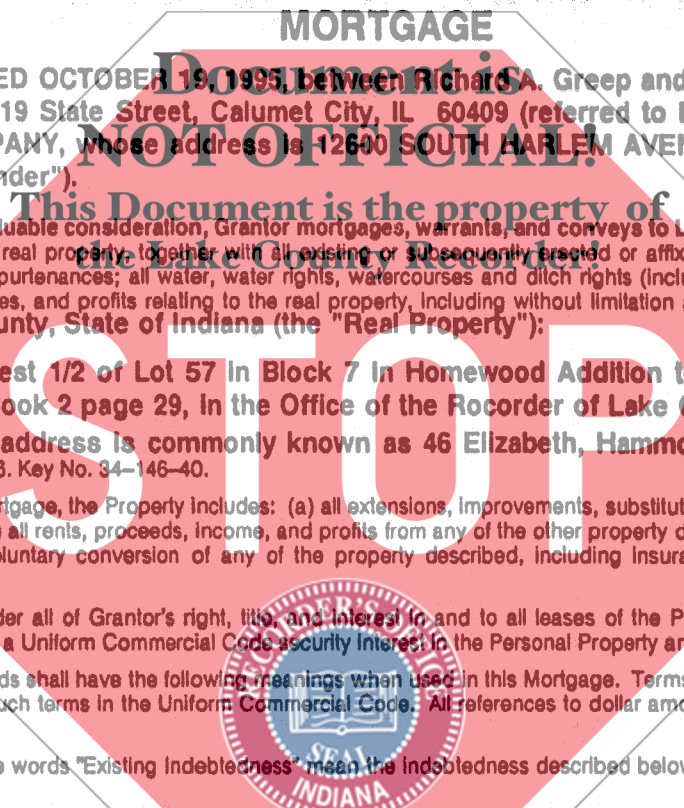 MORTGAGE
Document is
ED OCTOBER 19, 1995, between Richard A. Greep and
19 State Street, Calumet City, IL 60409 (referred to
NOT OFFICIAL!
PANY, whose address is 12600 SOUTH HARLEM AVEN
nder").
This Document is the property of
luable consideration, Grantor mortgages, warrants, and conveys to L
the Lake County Recorder!
real property, together with all existing or subsequently erected or affix
purtenances; all water, water rights, watercourses and ditch rights (inclu
es, and profits relating to the real property, including without limitation
ounty, State of Indiana (the "Real Property"):
STOP
est 1/2 of Lot 57 in Block 7 in Homewood Addition t
ook 2 page 29, in the Office of the Rocorder of Lake
address is commonly known as 46 Elizabeth, Hammo
3. Key No. 34-146-40.
rtgage, the Property includes: (a) all extensions, improvements, substitut
all rents, proceeds, income, and profits from any of the other property d
oluntary conversion of any of the property described, including insura
der all of Grantor's right, title, and interest in and to all leases of the P
a Uniform Commercial Code security interest in the Personal Property an
ds shall have the following meanings when used in this Mortgage. Terms
uch terms in the Uniform Commercial Code. All references to dollar amo
e words "Existing Indebtedness" mean the indebtedness described below
RECORDER'S OFFICE
SEAL
INDIANA